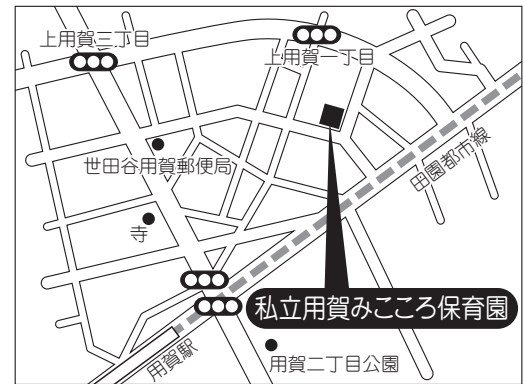 上用賀三丁目
上用賀一丁目
世田谷用賀郵便局
田園都市線
寺
私立用賀みこころ保育園
用賀駅
用賀二丁目公園